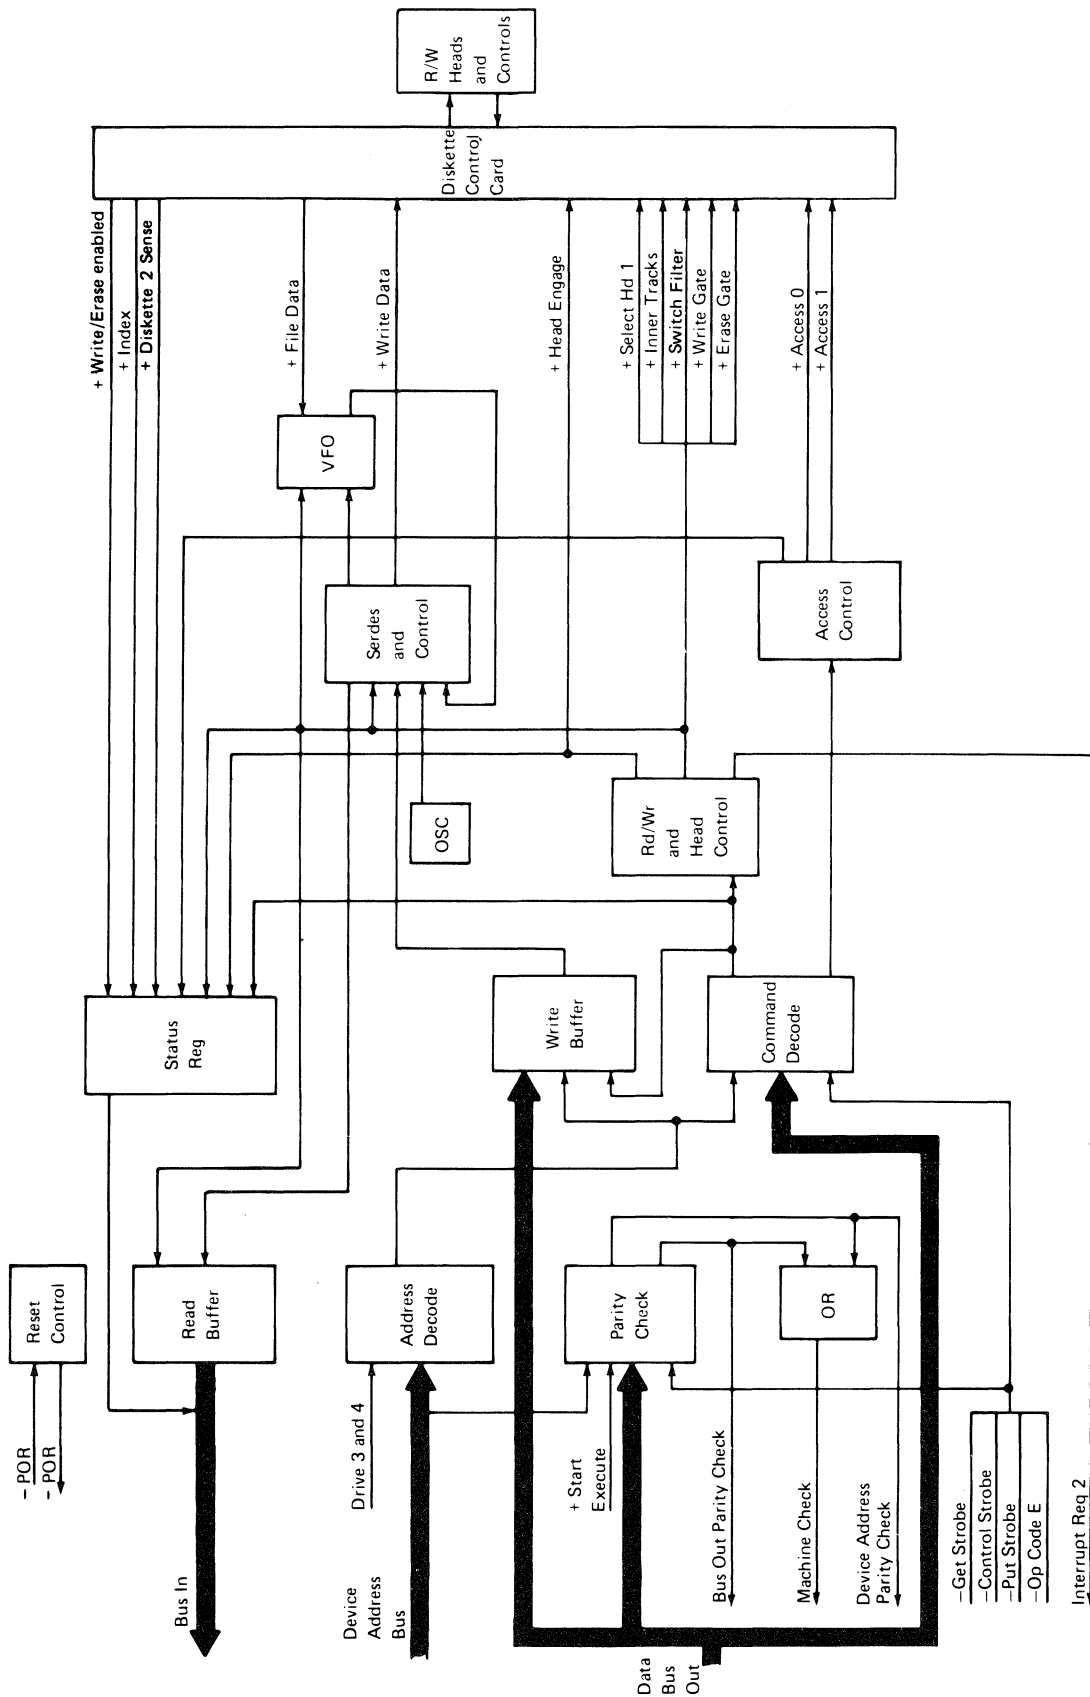 R/W
Heads
and
Controls
Diskette
Control
Card
+ Write/Erase enabled
+ Index
+ Diskette 2 Sense
+ File Data
+ Write Data
+ Head Engage
+ Select Hd 1
+ Inner Tracks
+ Switch Filter
+ Write Gate
+ Erase Gate
+ Access 0
+ Access 1
VFO
Serdes
and
Control
Access
Control
OSC
Rd/Wr
and
Head
Control
Status
Reg
Write
Buffer
Command
Decode
Reset
Control
Read
Buffer
Address
Decode
Parity
Check
OR
– POR
– POR
Bus In
Drive 3 and 4
Device
Address
Bus
+ Start
Execute
Bus Out Parity Check
Machine Check
Device Address
Parity Check
Data
Bus
Out
–Get Strobe
–Control Strobe
–Put Strobe
–Op Code E
Interrupt Req 2